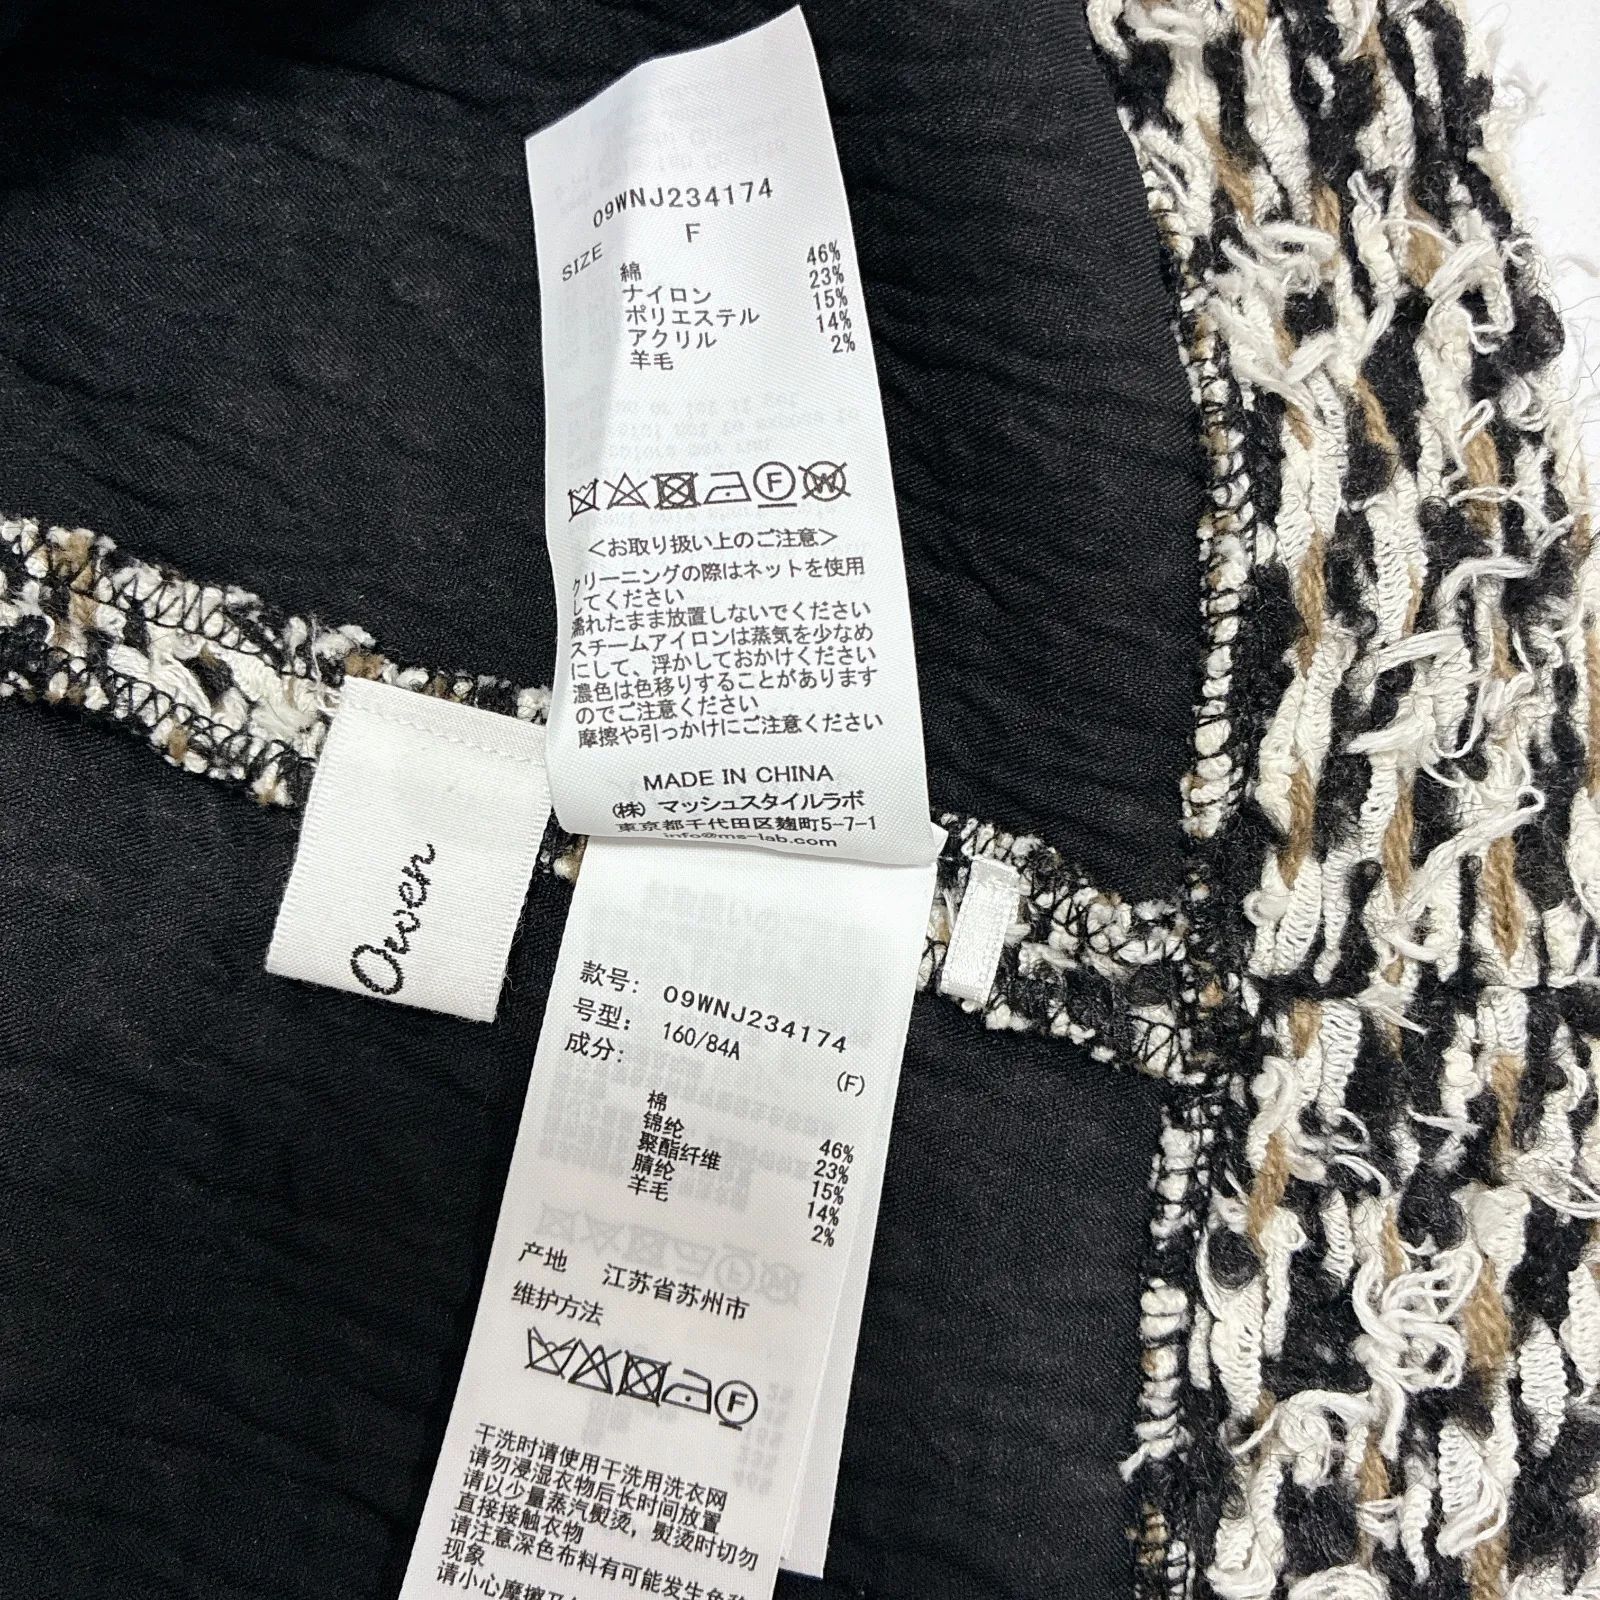 09WNJ234174
SIZE F
綿 46%
ナイロン 23%
ポリエステル 15%
アクリル 14%
羊毛 2%
F W
<お取り扱い上のご注意>
クリーニングの際はネットを使用
してください
濡れたまま放置しないでください
スチームアイロンは蒸気を少なめ
にして、浮かしておかけください
濃色は色移りすることがあります
のでご注意ください
摩擦や引っかけにご注意ください
MADE IN CHINA
(株) マッシュスタイルラボ
東京都千代田区麹町5-7-1
info@ms-lab.com
Owen
款号: 09WNJ234174
号型: 160/84A
(F)
成分:
棉 46%
锦纶 23%
聚酯纤维 15%
腈纶 14%
羊毛 2%
产地 江苏省苏州市
维护方法
F
干洗时请使用干洗用洗衣网
请勿浸湿衣物后长时间放置
请以少量蒸汽熨烫，熨烫时切勿
直接接触衣物
请注意深色布料有可能发生色移
现象
请小心摩擦及